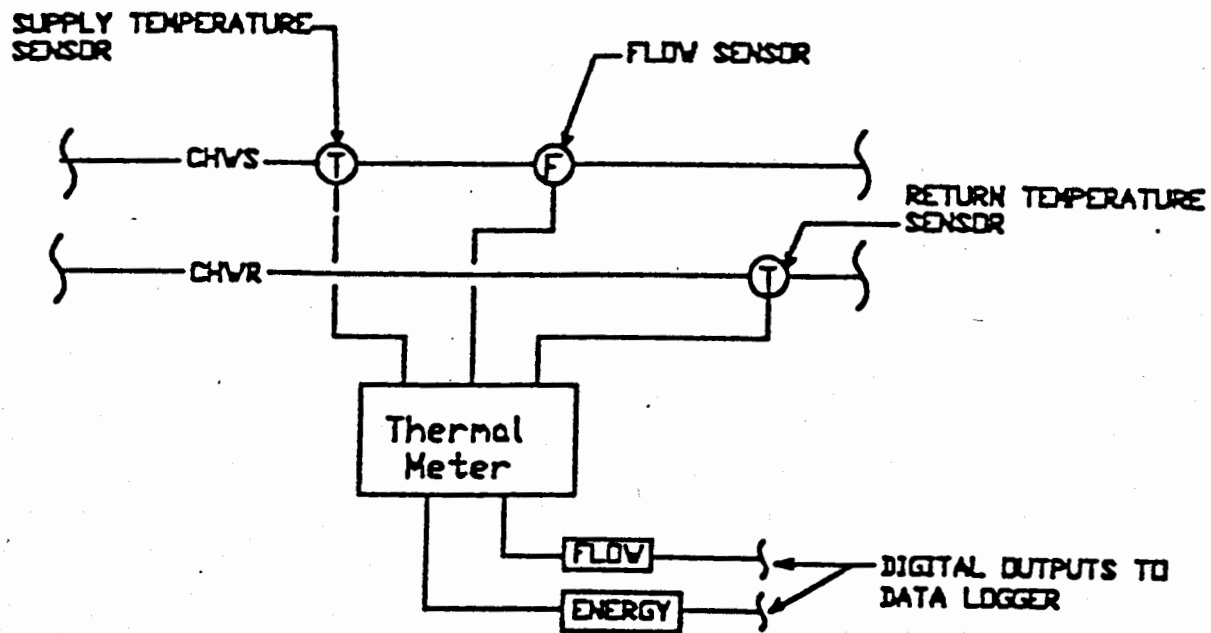 SUPPLY TEMPERATURE
SENSOR
FLOW SENSOR
CHWS
T
F
RETURN TEMPERATURE
SENSOR
CHWR
T
Thermal
Meter
FLOW
DIGITAL OUTPUTS TO
DATA LOGGER
ENERGY